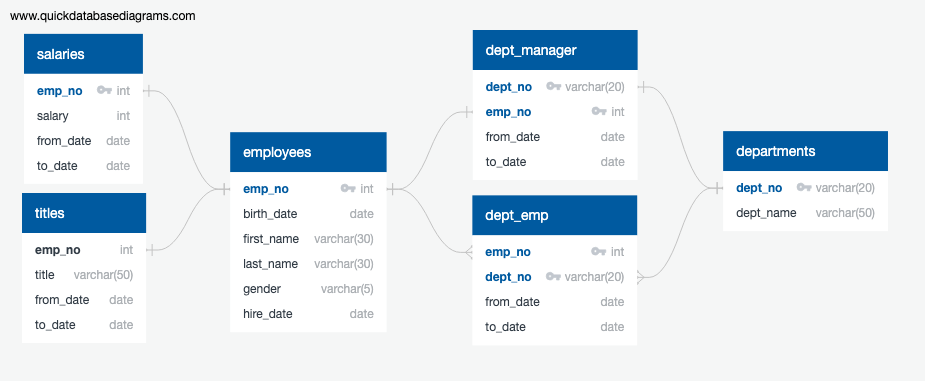 www.quickdatabasediagrams.com
salaries
emp_no int
salary int
from_date date
to_date date
titles
emp_no int
title varchar(50)
from_date date
to_date date
employees
emp_no int
birth_date date
first_name varchar(30)
last_name varchar(30)
gender varchar(5)
hire_date date
dept_manager
dept_no varchar(20)
emp_no int
from_date date
to_date date
dept_emp
emp_no int
dept_no varchar(20)
from_date date
to_date date
departments
dept_no varchar(20)
dept_name varchar(50)